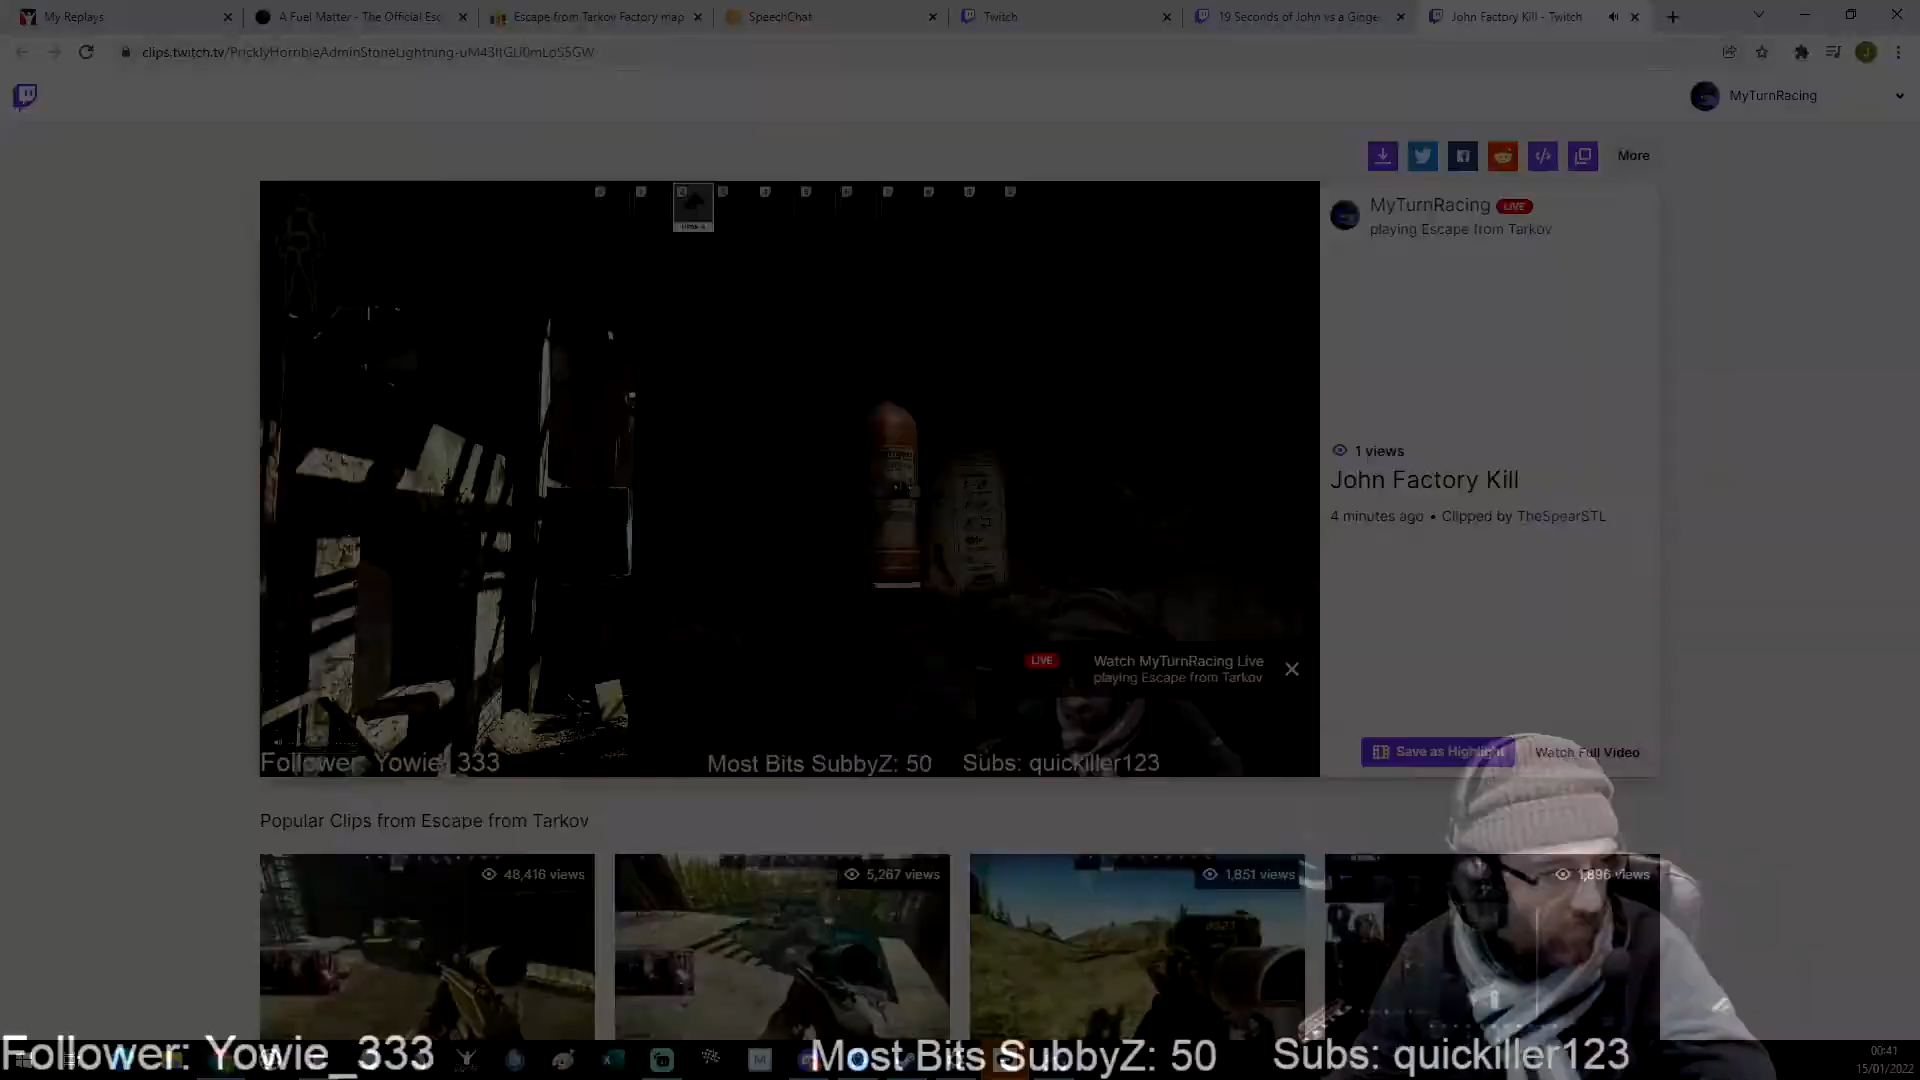 My Replays
A Fuel Matter - The Official Esc
Escape from Tarkov Factory map
SpeechChat
Twitch
19 Seconds of John vs a Ginge
John Factory Kill - Twitch
MyTurnRacing
More
MyTurnRacing LIVE
playing Escape from Tarkov
1 views
John Factory Kill
4 minutes ago • Clipped by TheSpearSTL
LIVE
Watch MyTurnRacing Live
playing Escape from Tarkov
Save as Highlight
Watch Full Video
Follower: Yowie_333
Most Bits SubbyZ: 50
Subs: quickiller123
Popular Clips from Escape from Tarkov
48,416 views
5,267 views
1,851 views
1,896 views
Follower: Yowie_333
Most Bits SubbyZ: 50
Subs: quickiller123
00:41
15/01/2022